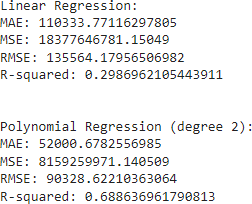 Linear Regression:
MAE: 110333.77116297805
MSE: 18377646781.15049
RMSE: 135564.17956506982
R-squared: 0.2986962105443911
Polynomial Regression (degree 2):
MAE: 52000.6782556985
MSE: 8159259971.140509
RMSE: 90328.62210363064
R-squared: 0.688636961790813